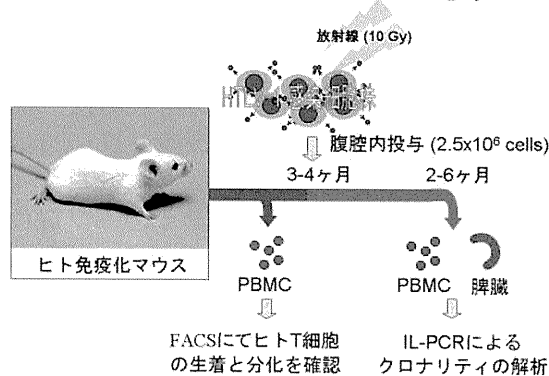 放射線 (10 Gy)
腹腔内投与 (2.5x10⁶ cells)
3-4ヶ月
2-6ヶ月
ヒト免疫化マウス
PBMC
PBMC 脾臓
FACSにてヒトT細胞
の生着と分化を確認
IL-PCRによる
クロナリティの解析